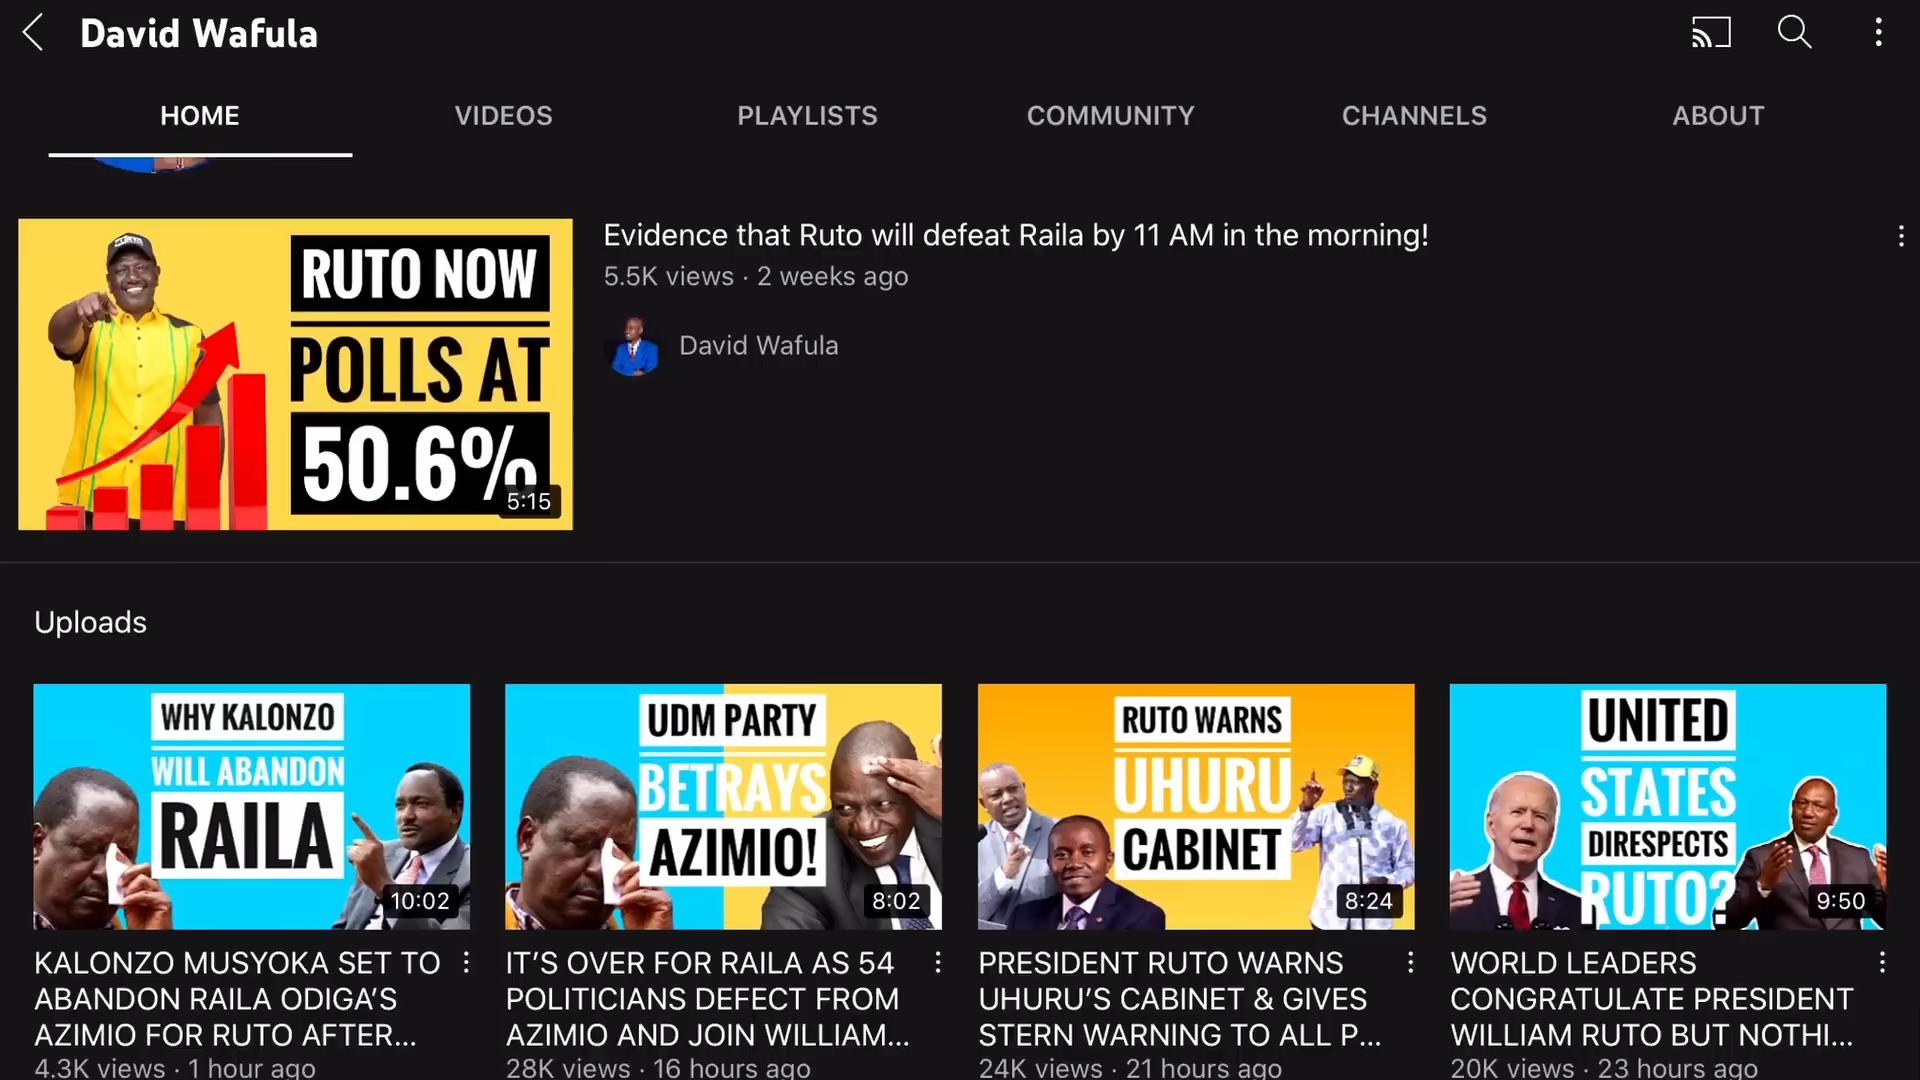 David Wafula
HOME
VIDEOS
PLAYLISTS
COMMUNITY
CHANNELS
ABOUT
RUTO NOW
POLLS AT
50.6%
5:15
Evidence that Ruto will defeat Raila by 11 AM in the morning!
5.5K views · 2 weeks ago
David Wafula
Uploads
WHY KALONZO
WILL ABANDON
RAILA
10:02
KALONZO MUSYOKA SET TO
ABANDON RAILA ODIGA’S
AZIMIO FOR RUTO AFTER...
4.3K views · 1 hour ago
UDM PARTY
BETRAYS
AZIMIO!
8:02
IT’S OVER FOR RAILA AS 54
POLITICIANS DEFECT FROM
AZIMIO AND JOIN WILLIAM...
28K views · 16 hours ago
RUTO WARNS
UHURU
CABINET
8:24
PRESIDENT RUTO WARNS
UHURU’S CABINET & GIVES
STERN WARNING TO ALL P...
24K views · 21 hours ago
UNITED
STATES
DIRESPECTS
RUTO?
9:50
WORLD LEADERS
CONGRATULATE PRESIDENT
WILLIAM RUTO BUT NOTHI...
20K views · 23 hours ago